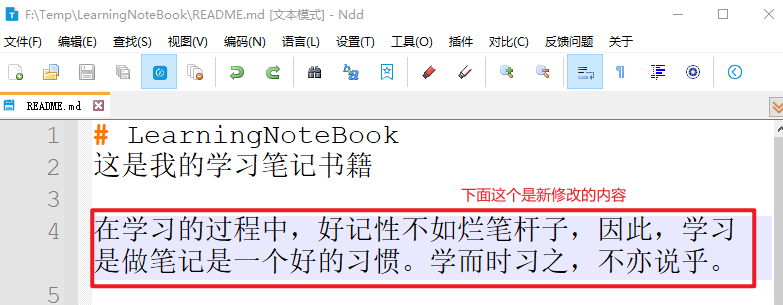 F:\Temp\LearningNoteBook\README.md [文本模式] - Ndd
文件(F) 编辑(E) 查找(S) 视图(V) 编码(N) 语言(L) 设置(T) 工具(O) 插件 对比(C) 反馈问题 关于
README.md
1 # LearningNoteBook
2 这是我的学习笔记书籍
3
下面这个是新修改的内容
4 在学习的过程中，好记性不如烂笔杆子，因此，学习
是做笔记是一个好的习惯。学而时习之，不亦说乎。
5